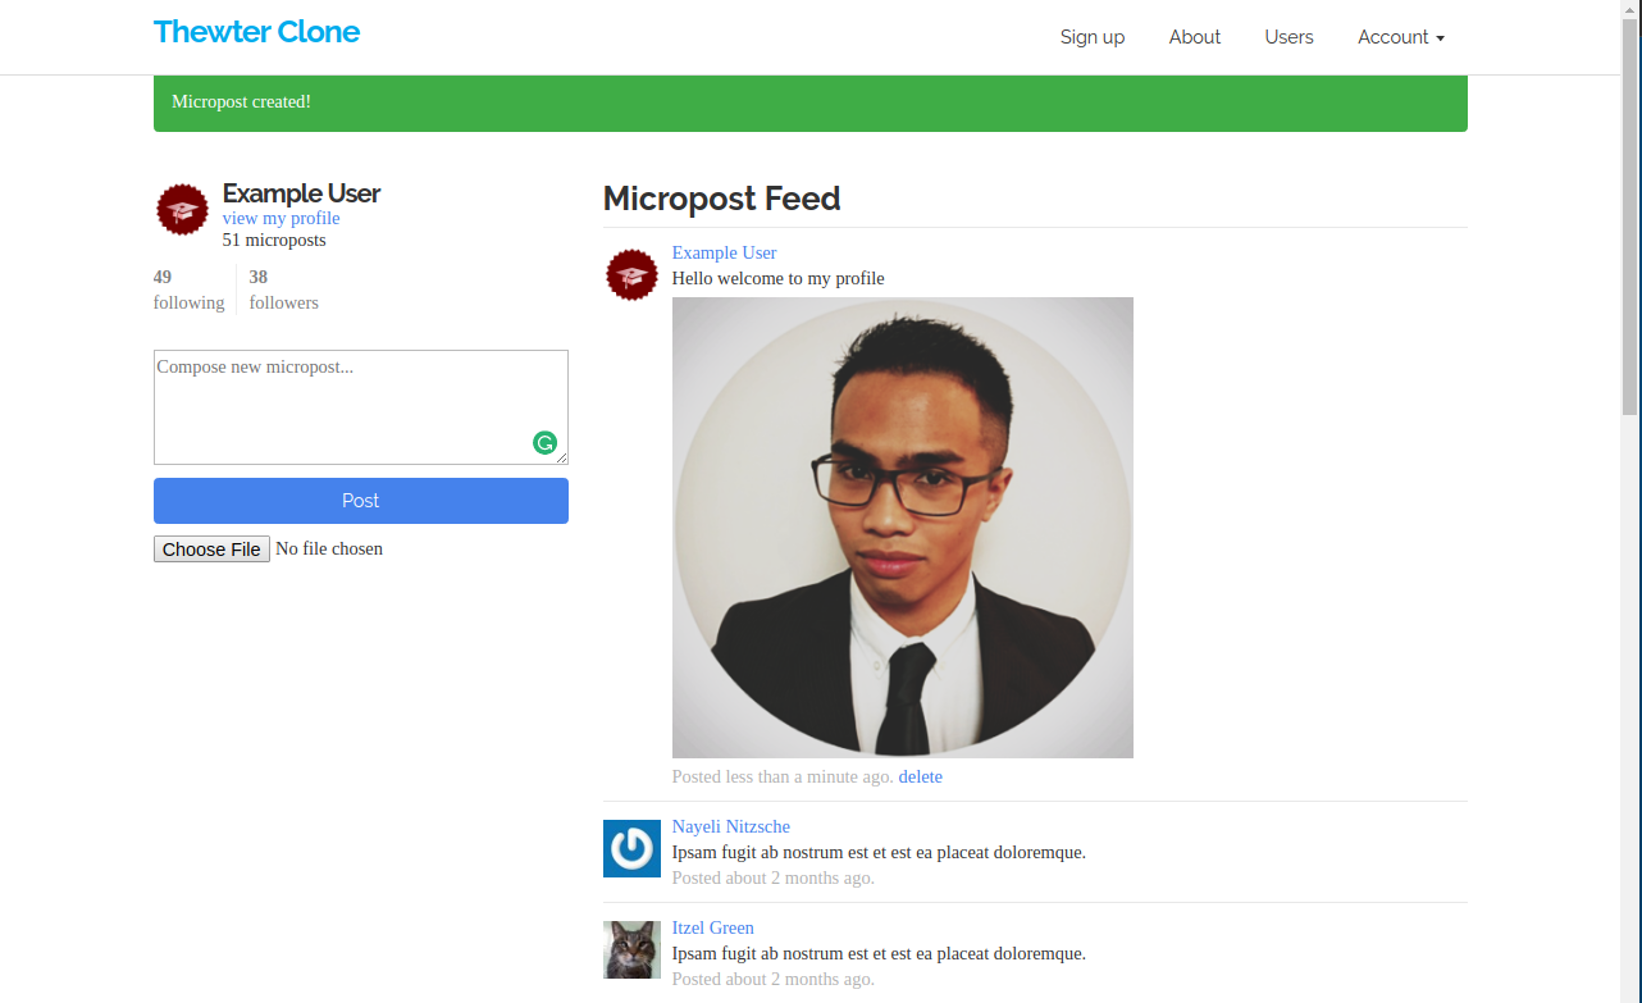 Thewter Clone
Sign up About Users Account
Micropost created!
Example User
view my profile
51 microposts
49 following
38 followers
Compose new micropost...
Post
Choose File No file chosen
Micropost Feed
Example User
Hello welcome to my profile
Posted less than a minute ago. delete
Nayeli Nitzsche
Ipsam fugit ab nostrum est et est ea placeat doloremque.
Posted about 2 months ago.
Itzel Green
Ipsam fugit ab nostrum est et est ea placeat doloremque.
Posted about 2 months ago.